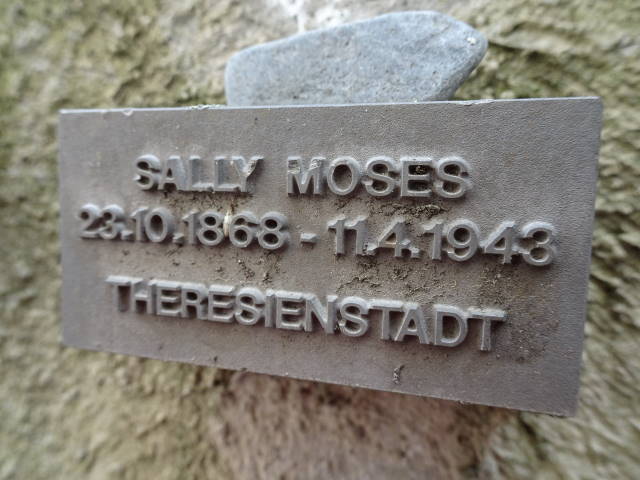 SALLY MOSES
23.10.1868 - 11.4.1943
THERESIENSTADT